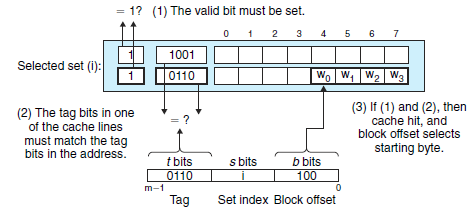 = 1? (1) The valid bit must be set.
0 1 2 3 4 5 6 7
1 1001
Selected set (i):
1 0110 w0 w1 w2 w3
(2) The tag bits in one
of the cache lines
must match the tag
bits in the address.
= ?
(3) If (1) and (2), then
cache hit, and
block offset selects
starting byte.
t bits s bits b bits
0110 i 100
m−1 0
Tag Set index Block offset